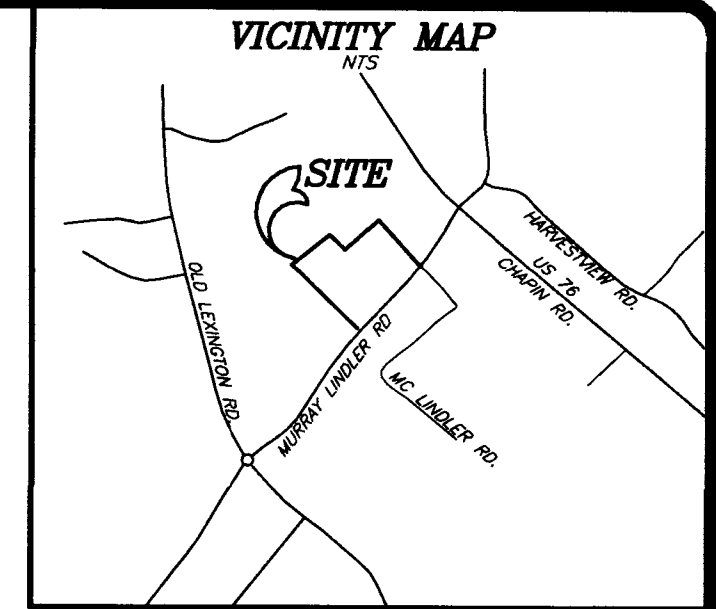 VICINITY MAP
NTS
SITE
HARVESTVIEW RD.
US 76
CHAPIN RD.
OLD LEXINGTON RD.
MURRAY LINDLER RD
MC LINDLER RD.